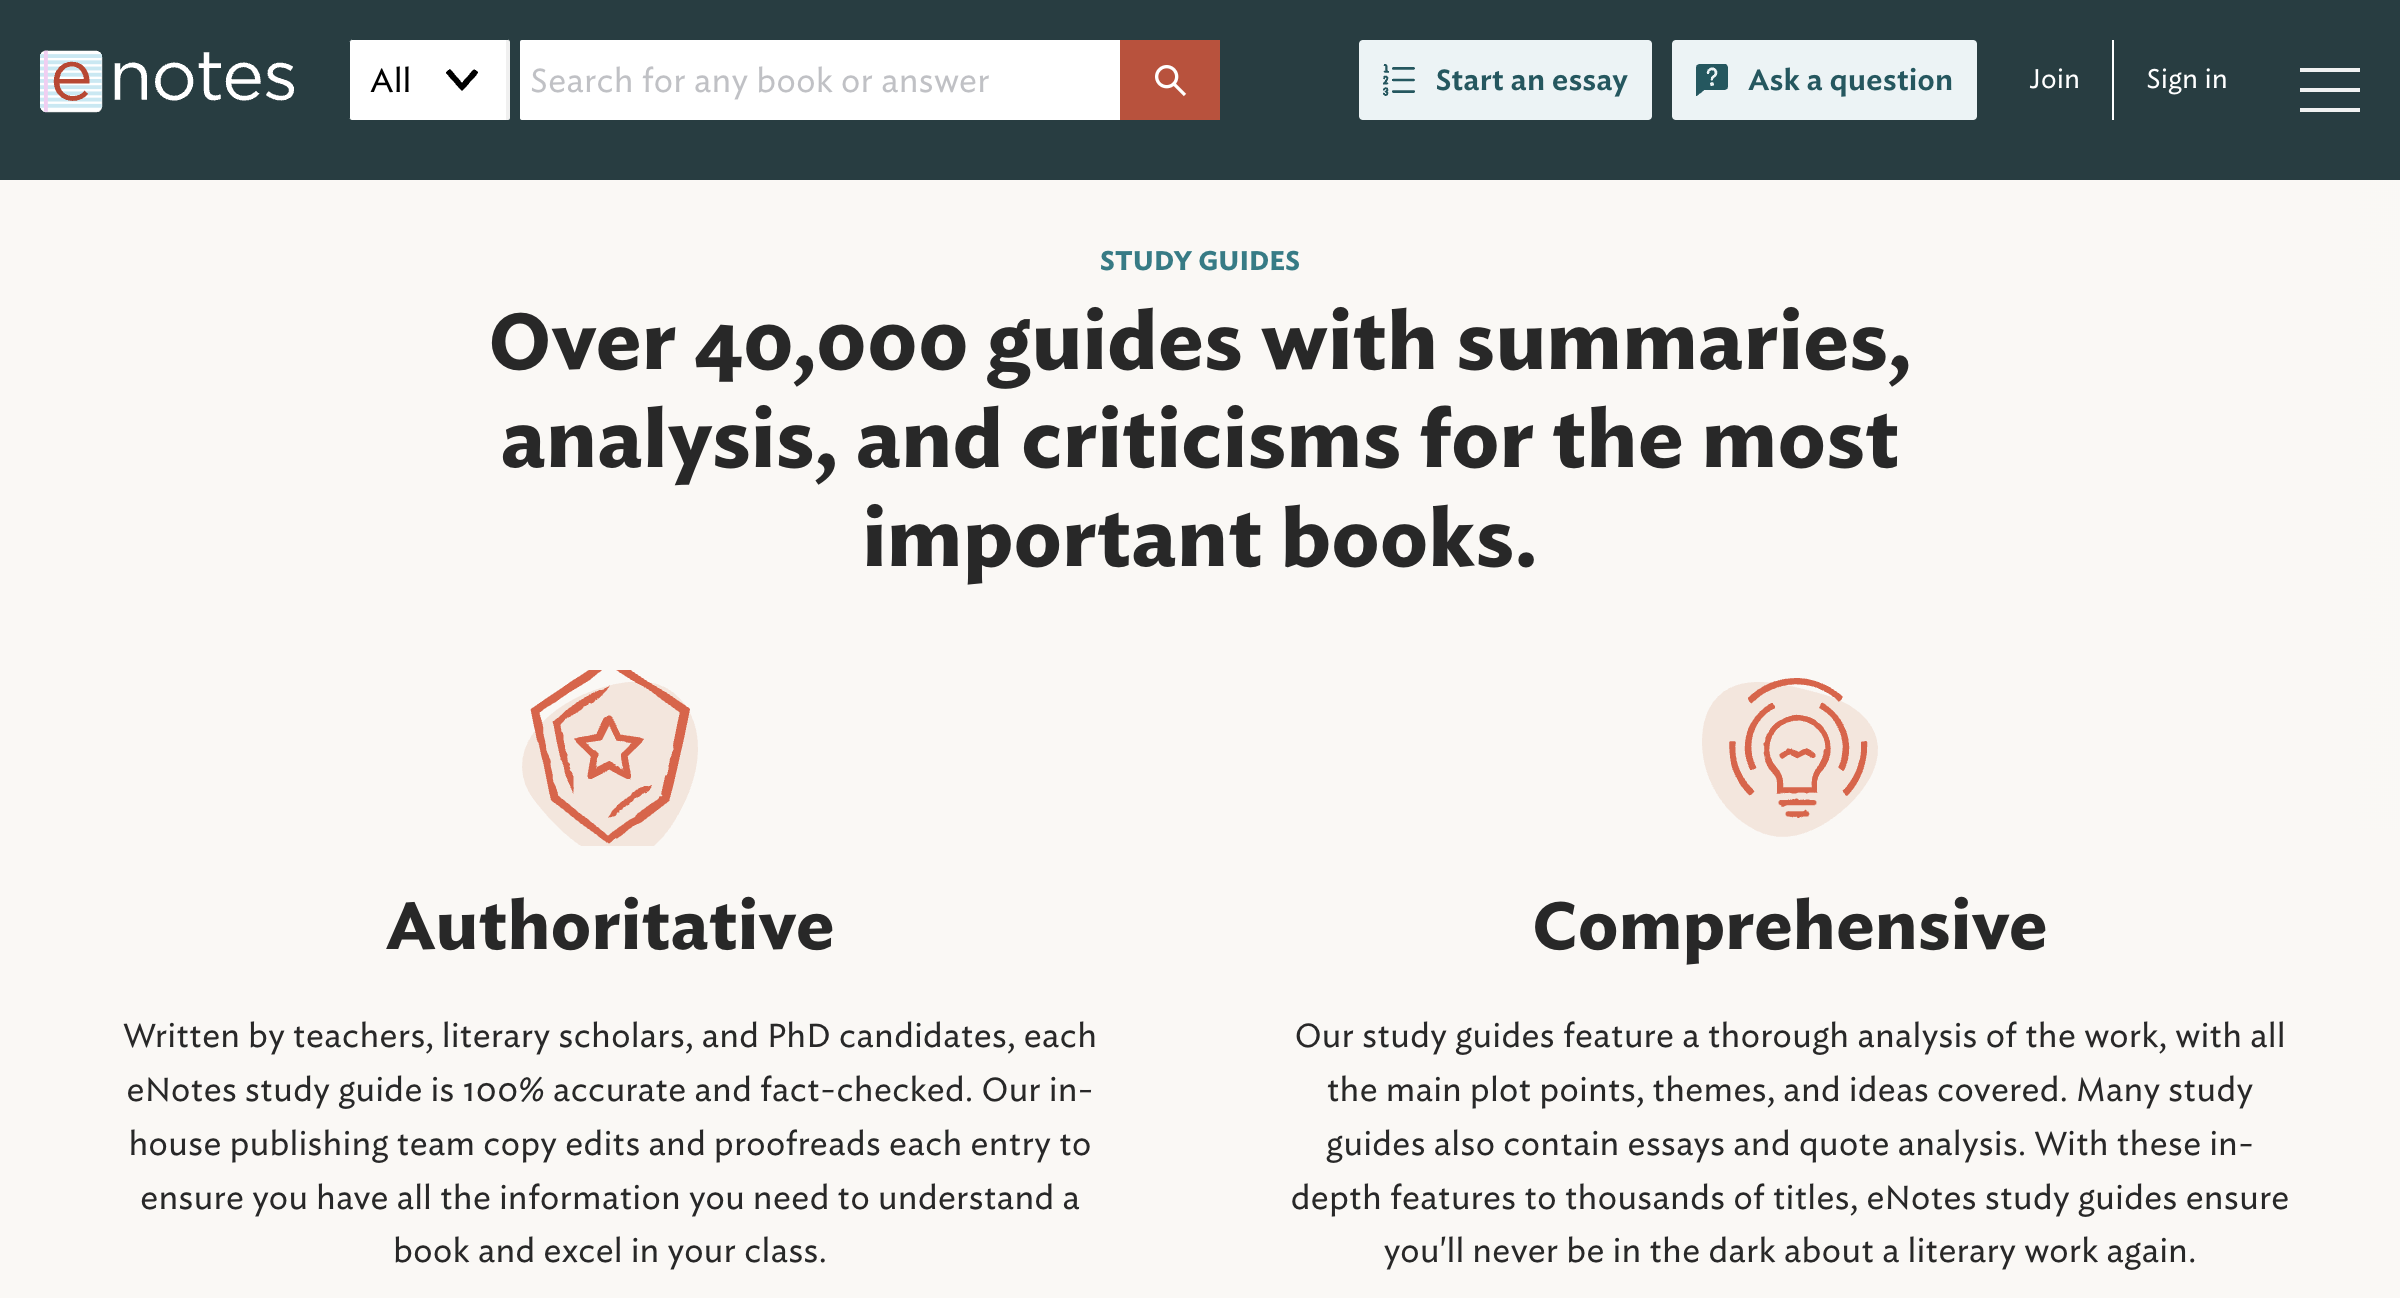 enotes
All
Search for any book or answer
1 2 3
Start an essay
?
Ask a question
Join
Sign in
STUDY GUIDES
Over 40,000 guides with summaries,
analysis, and criticisms for the most
important books.
Authoritative
Written by teachers, literary scholars, and PhD candidates, each
eNotes study guide is 100% accurate and fact-checked. Our in-
house publishing team copy edits and proofreads each entry to
ensure you have all the information you need to understand a
book and excel in your class.
Comprehensive
Our study guides feature a thorough analysis of the work, with all
the main plot points, themes, and ideas covered. Many study
guides also contain essays and quote analysis. With these in-
depth features to thousands of titles, eNotes study guides ensure
you'll never be in the dark about a literary work again.